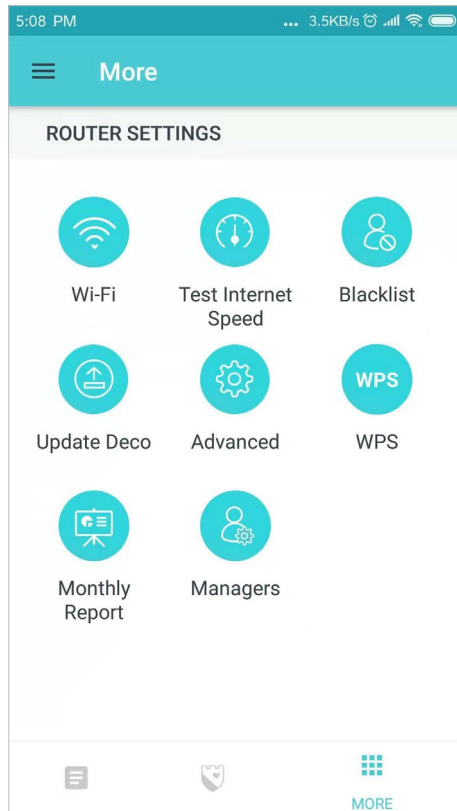 5:08 PM
... 3.5KB/s
More
ROUTER SETTINGS
Wi-Fi
Test Internet
Speed
Blacklist
Update Deco
Advanced
WPS
WPS
Monthly
Report
Managers
MORE